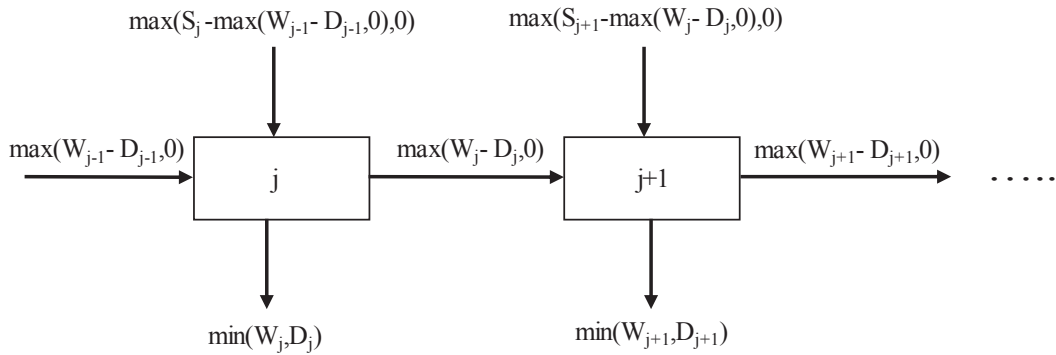 max(S_j-max(W_{j-1}- D_{j-1},0),0)
max(S_{j+1}-max(W_j- D_j,0),0)
max(W_{j-1}- D_{j-1},0)
j
max(W_j- D_j,0)
j+1
max(W_{j+1}- D_{j+1},0)
.....
min(W_j,D_j)
min(W_{j+1},D_{j+1})